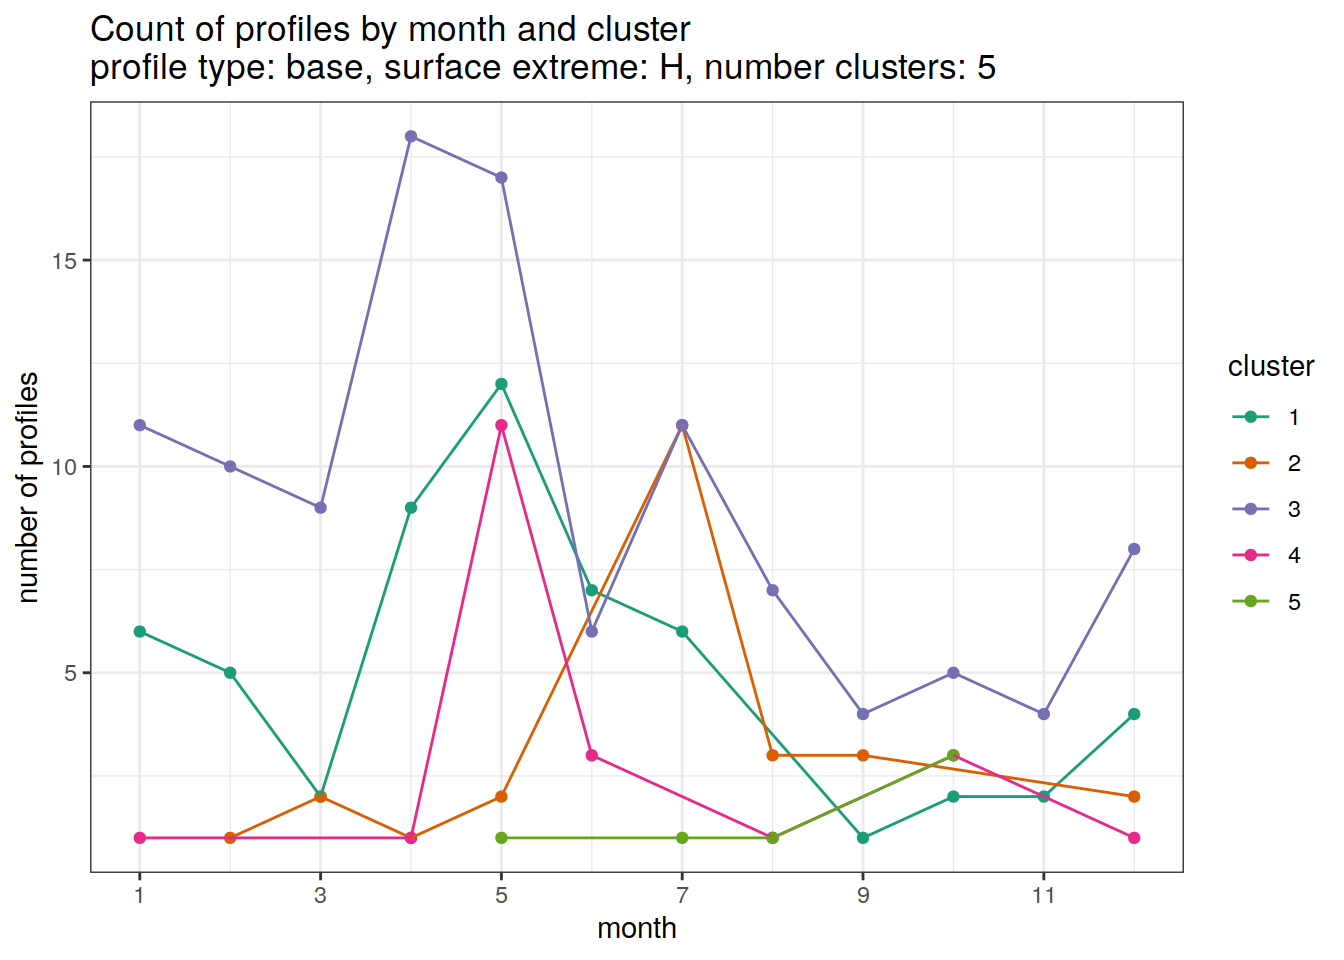 Count of profiles by month and cluster
profile type: base, surface extreme: H, number clusters: 5
number of profiles
15
10
5
1
3
5
7
9
11
month
cluster
1
2
3
4
5